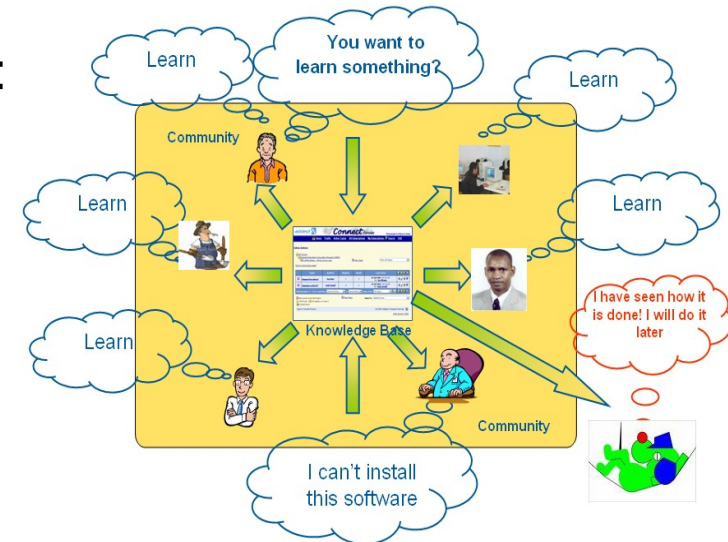 :
Learn
You want to
learn something?
Learn
Community
Learn
Learn
Connect
I have seen how it
is done! I will do it
later
Knowledge Base
Learn
Community
I can't install
this software